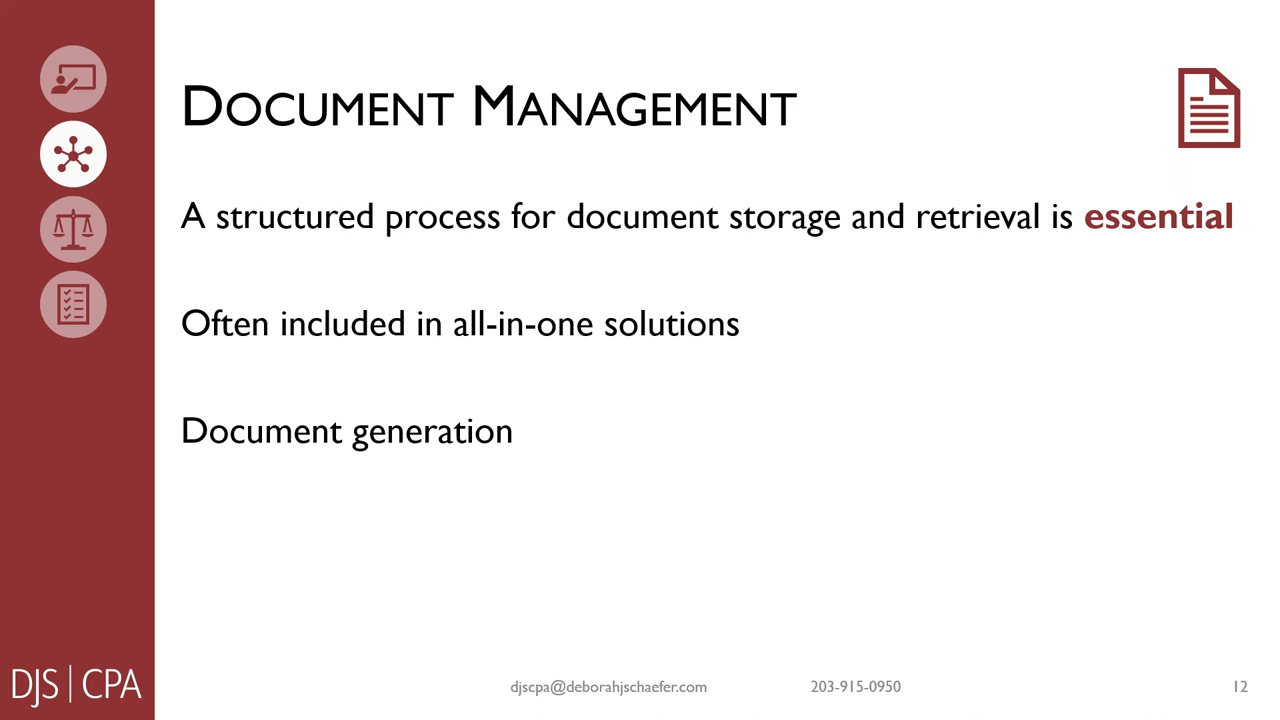 DOCUMENT MANAGEMENT
A structured process for document storage and retrieval is essential
Often included in all-in-one solutions
Document generation
DJS | CPA
djscpa@deborahjschaefer.com
203-915-0950
12